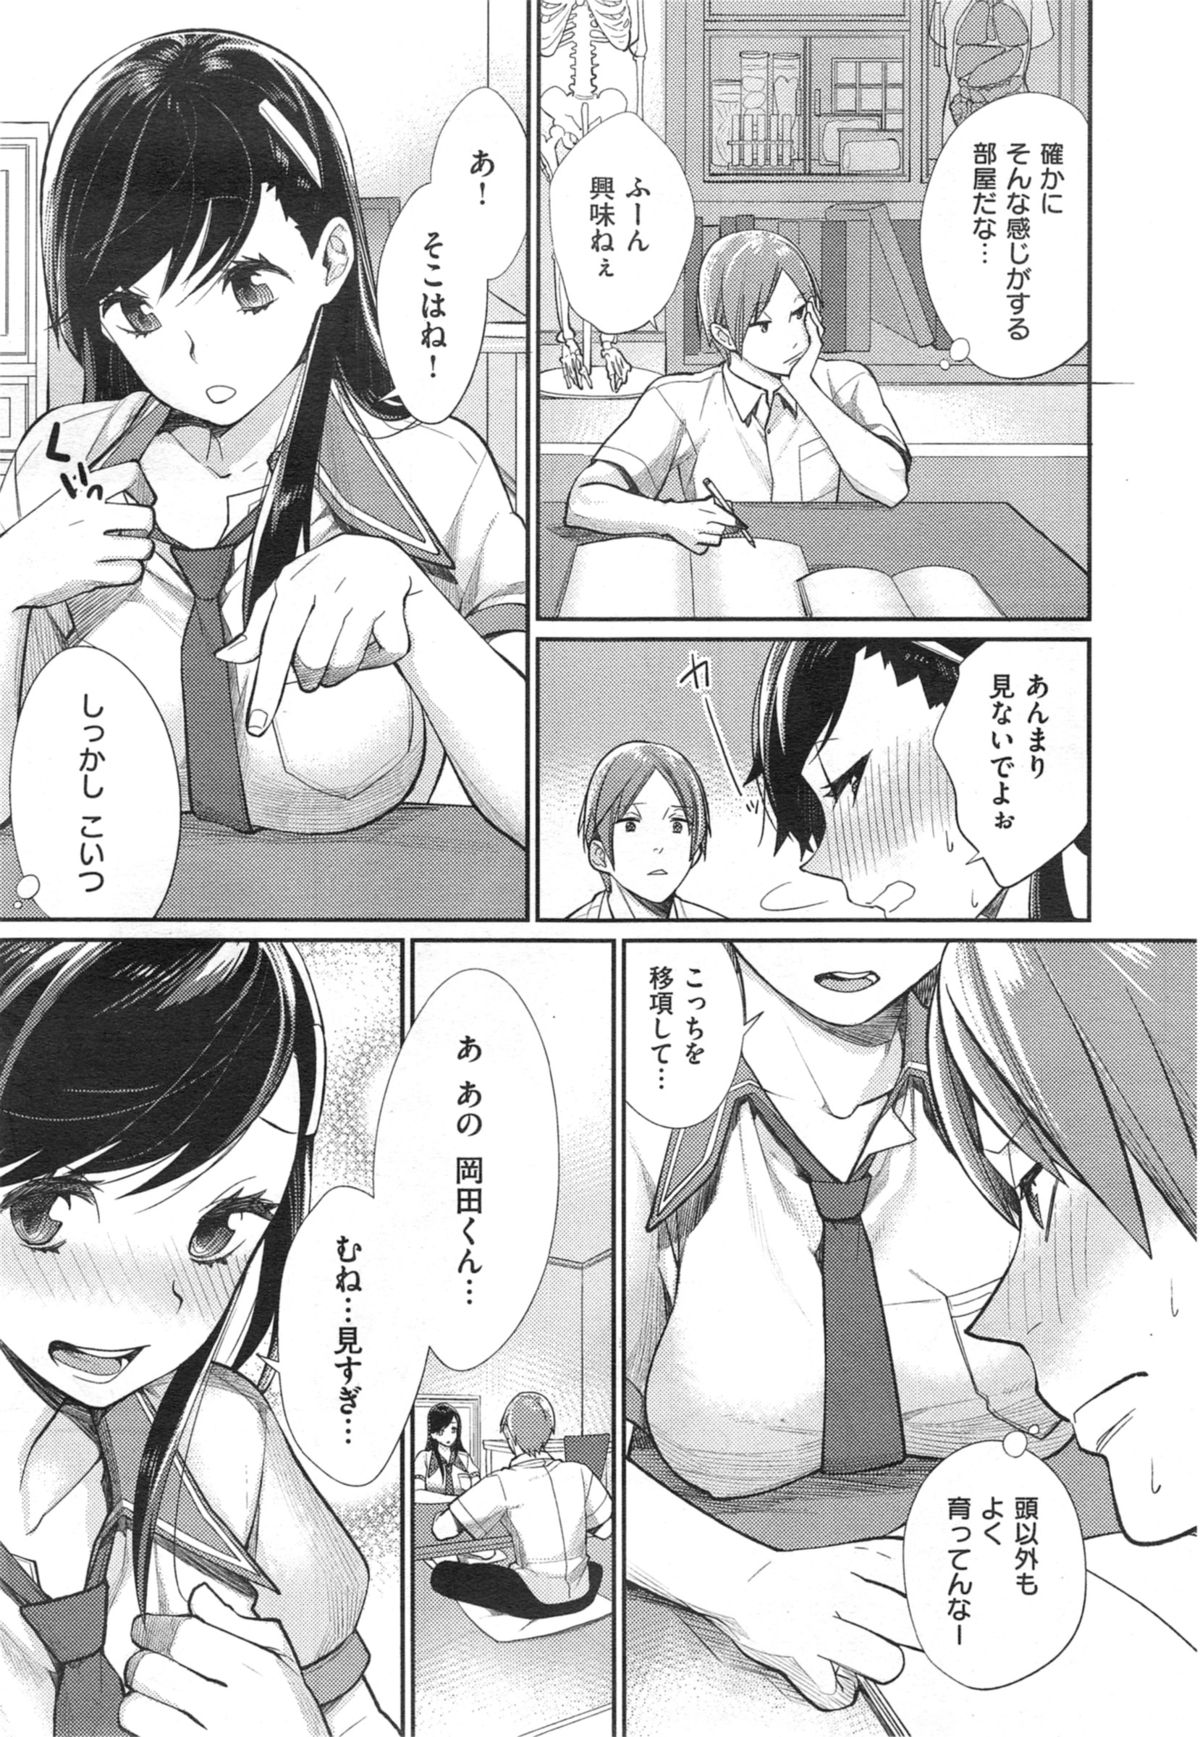 確かに
そんな感じがする
部屋だな…
ふーん
興味ねぇ
あ!
そこはね!
くどっ
しっかし こいつ
あんまり
見ないでよぉ
カァ
こっちを
移項して…
頭以外も
よく
育ってんなー
あ あの 岡田くん…
むね…見すぎ…